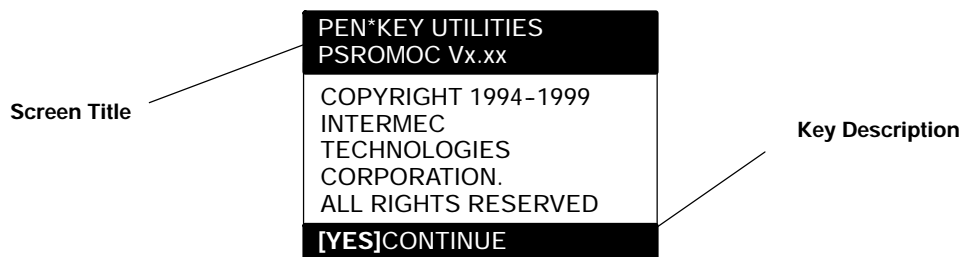 PEN*KEY UTILITIES
PSROMOC Vx.xx
Screen Title
COPYRIGHT 1994-1999
INTERMEC
TECHNOLOGIES
CORPORATION.
ALL RIGHTS RESERVED
Key Description
[YES]CONTINUE